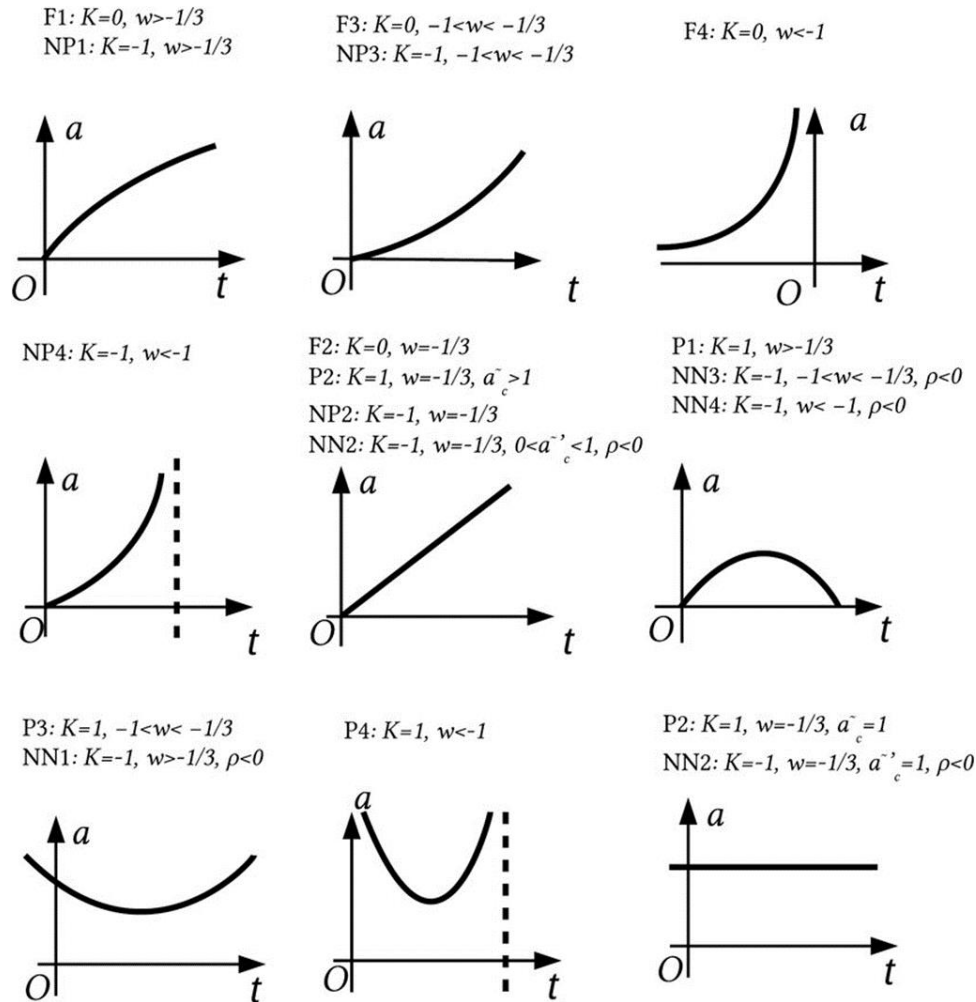 F1: K=0, w>-1/3
NP1: K=-1, w>-1/3
a
O
t
F3: K=0, −1<w< −1/3
NP3: K=-1, −1<w< −1/3
a
O
t
F4: K=0, w<-1
a
O
t
NP4: K=-1, w<-1
a
O
t
F2: K=0, w=-1/3
P2: K=1, w=-1/3, a˜c>1
NP2: K=-1, w=-1/3
NN2: K=-1, w=-1/3, 0<a˜’c<1, ρ<0
a
O
t
P1: K=1, w>-1/3
NN3: K=-1, −1<w< −1/3, ρ<0
NN4: K=-1, w< −1, ρ<0
a
O
t
P3: K=1, −1<w< −1/3
NN1: K=-1, w>-1/3, ρ<0
a
O
t
P4: K=1, w<-1
a
O
t
P2: K=1, w=-1/3, a˜c=1
NN2: K=-1, w=-1/3, a˜’c=1, ρ<0
a
O
t